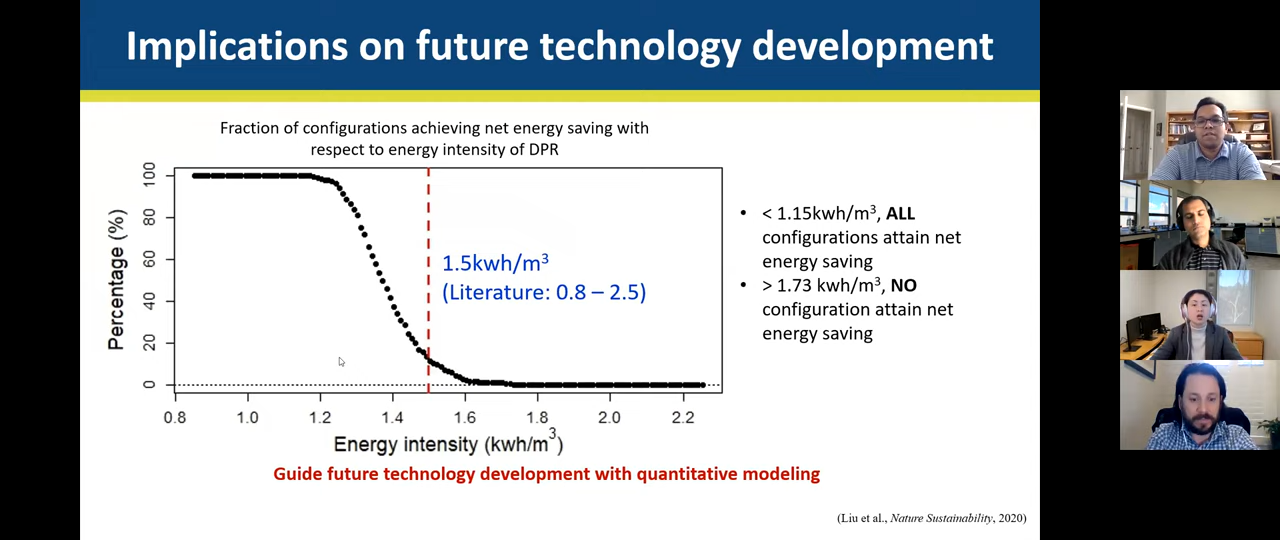 Implications on future technology development
Fraction of configurations achieving net energy saving with
respect to energy intensity of DPR
Percentage (%)
100
80
60
40
20
0
0.8 1.0 1.2 1.4 1.6 1.8 2.0 2.2
Energy intensity (kwh/m³)
1.5kwh/m³
(Literature: 0.8 – 2.5)
• < 1.15kwh/m³, ALL
configurations attain net
energy saving
• > 1.73 kwh/m³, NO
configuration attain net
energy saving
Guide future technology development with quantitative modeling
(Liu et al., Nature Sustainability, 2020)